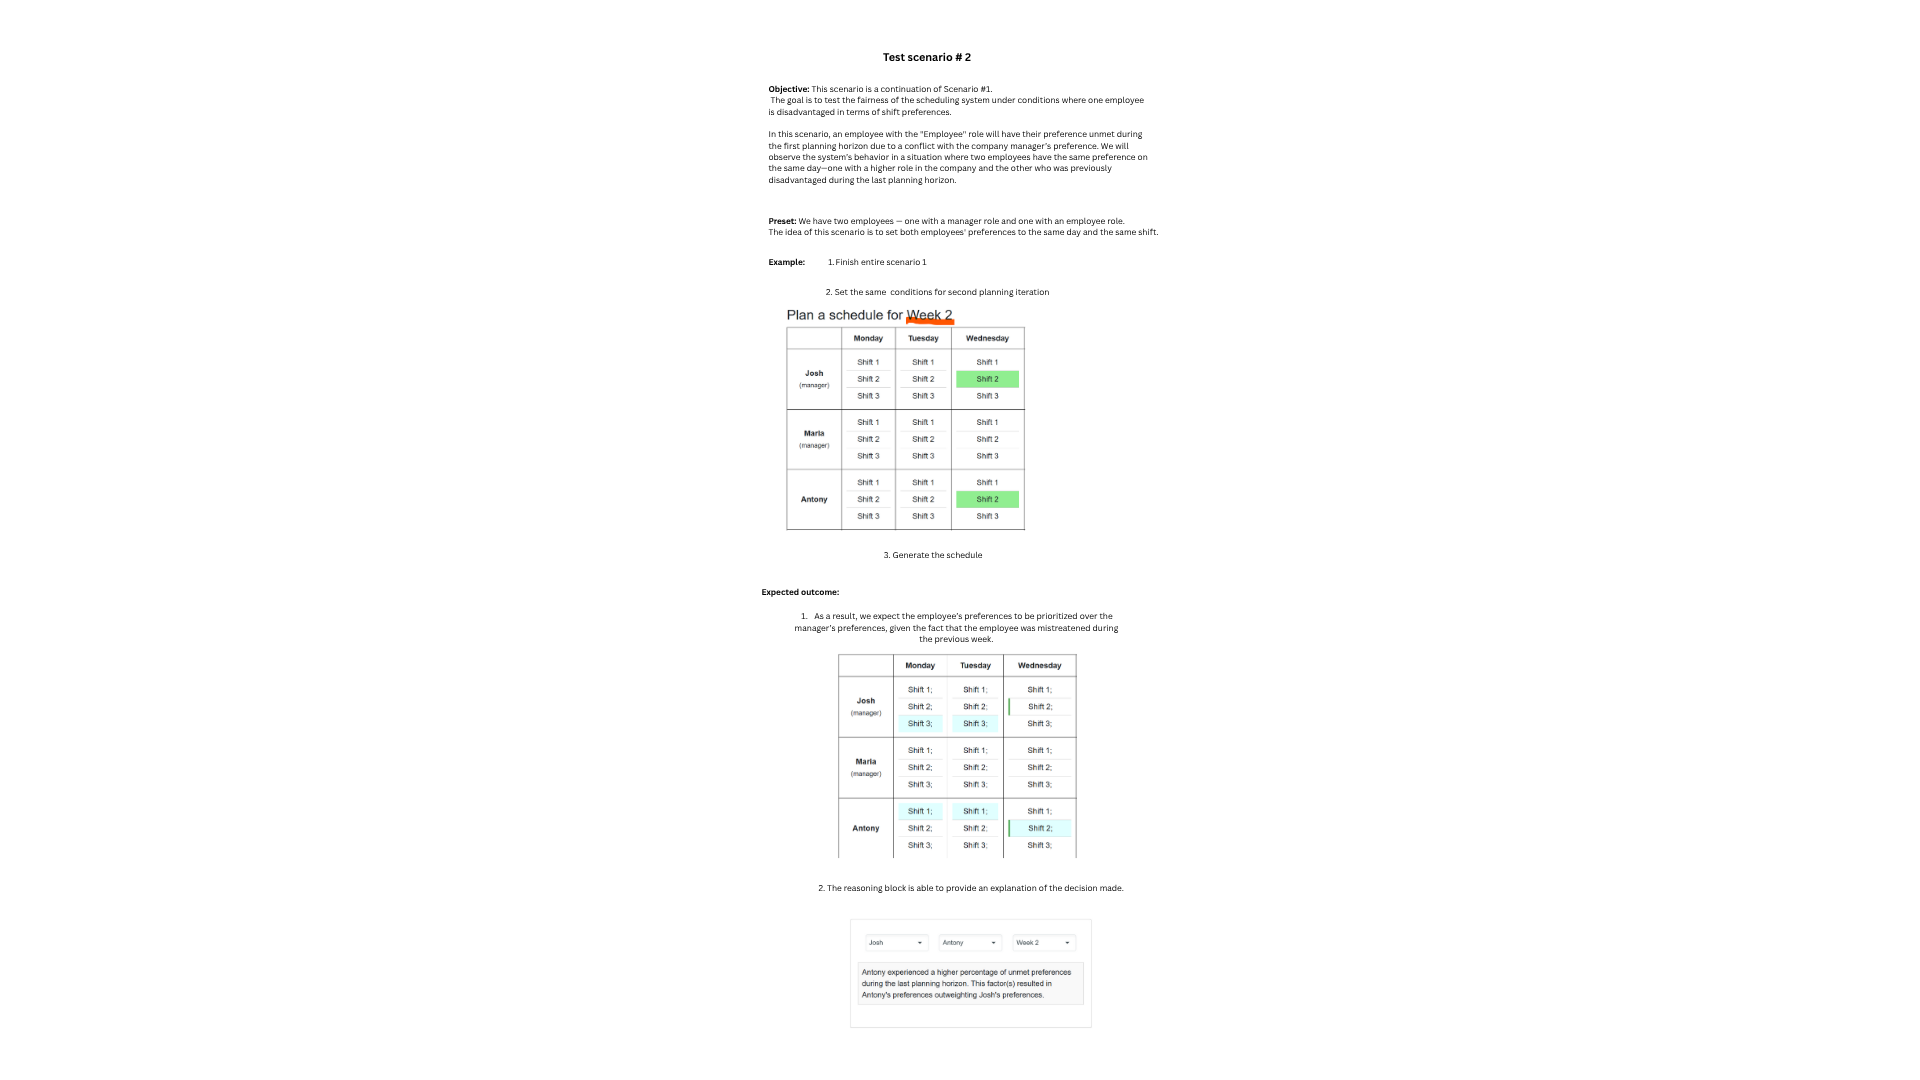 Test scenario # 2
Objective: This scenario is a continuation of Scenario #1.
The goal is to test the fairness of the scheduling system under conditions where one employee
is disadvantaged in terms of shift preferences.
In this scenario, an employee with the "Employee" role will have their preference unmet during
the first planning horizon due to a conflict with the company manager's preference. We will
observe the system's behavior in a situation where two employees have the same preference on
the same day—one with a higher role in the company and the other who was previously
disadvantaged during the last planning horizon.
Preset: We have two employees — one with a manager role and one with an employee role.
The idea of this scenario is to set both employees' preferences to the same day and the same shift.
Example: 1. Finish entire scenario 1
2. Set the same conditions for second planning iteration
Plan a schedule for Week 2
Monday Tuesday Wednesday
Shift 1 Shift 1 Shift 1
Josh
(manager)
Shift 2 Shift 2 Shift 2
Shift 3 Shift 3 Shift 3
Shift 1 Shift 1 Shift 1
Maria
(manager)
Shift 2 Shift 2 Shift 2
Shift 3 Shift 3 Shift 3
Shift 1 Shift 1 Shift 1
Antony Shift 2 Shift 2 Shift 2
Shift 3 Shift 3 Shift 3
3. Generate the schedule
Expected outcome:
1. As a result, we expect the employee's preferences to be prioritized over the
manager's preferences, given the fact that the employee was mistreatened during
the previous week.
Monday Tuesday Wednesday
Shift 1; Shift 1; Shift 1;
Josh
(manager)
Shift 2; Shift 2; Shift 2;
Shift 3; Shift 3; Shift 3;
Shift 1; Shift 1; Shift 1;
Maria
(manager)
Shift 2; Shift 2; Shift 2;
Shift 3; Shift 3; Shift 3;
Shift 1; Shift 1; Shift 1;
Antony Shift 2; Shift 2; Shift 2;
Shift 3; Shift 3; Shift 3;
2. The reasoning block is able to provide an explanation of the decision made.
Josh Antony Week 2
Antony experienced a higher percentage of unmet preferences
during the last planning horizon. This factor(s) resulted in
Antony's preferences outweighting Josh's preferences.